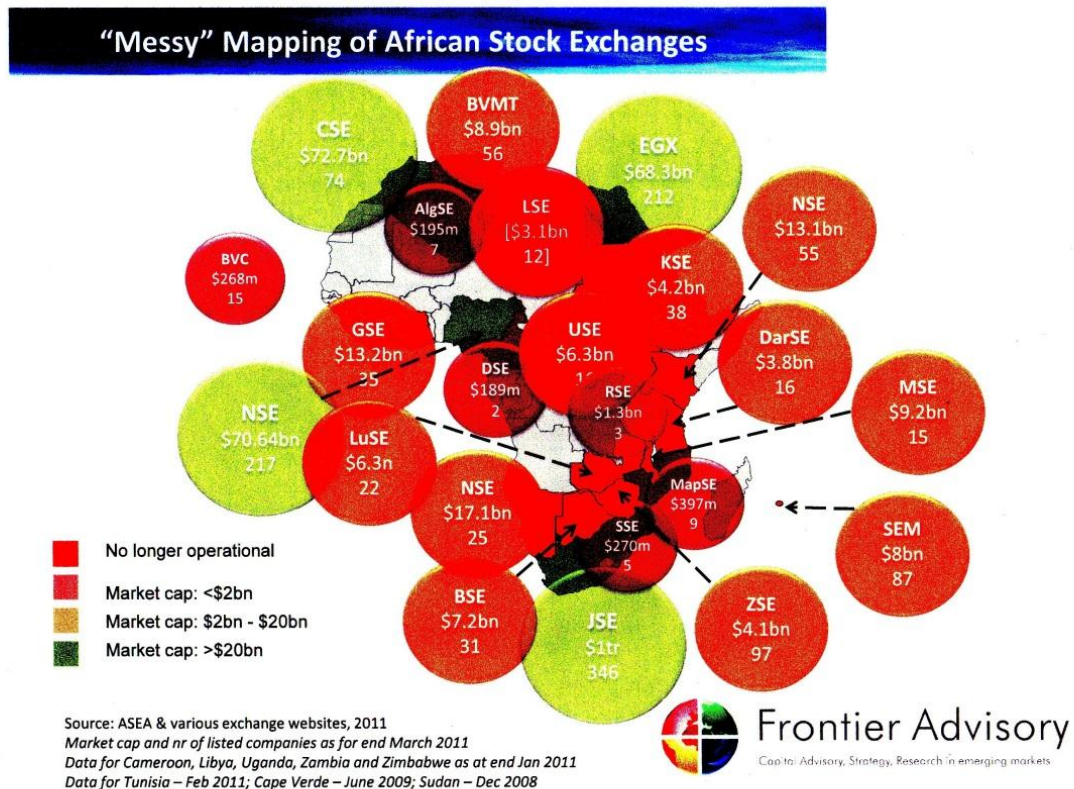 “Messy” Mapping of African Stock Exchanges
CSE
$72.7bn
74
BVMT
$8.9bn
56
EGX
$68.3bn
212
AlgSE
$195m
7
LSE
[$3.1bn
12]
NSE
$13.1bn
55
BVC
$268m
15
KSE
$4.2bn
38
GSE
$13.2bn
35
USE
$6.3bn
DarSE
$3.8bn
16
DSE
$189m
2
RSE
$1.3bn
3
MSE
$9.2bn
15
NSE
$70.64bn
217
LuSE
$6.3n
22
NSE
$17.1bn
25
MapSE
$397m
9
SSE
$270m
5
SEM
$8bn
87
BSE
$7.2bn
31
JSE
$1tr
346
ZSE
$4.1bn
97
No longer operational
Market cap: <$2bn
Market cap: $2bn - $20bn
Market cap: >$20bn
Source: ASEA & various exchange websites, 2011
Market cap and nr of listed companies as for end March 2011
Data for Cameroon, Libya, Uganda, Zambia and Zimbabwe as at end Jan 2011
Data for Tunisia – Feb 2011; Cape Verde – June 2009; Sudan – Dec 2008
Frontier Advisory
Capital Advisory, Strategy, Research in emerging markets